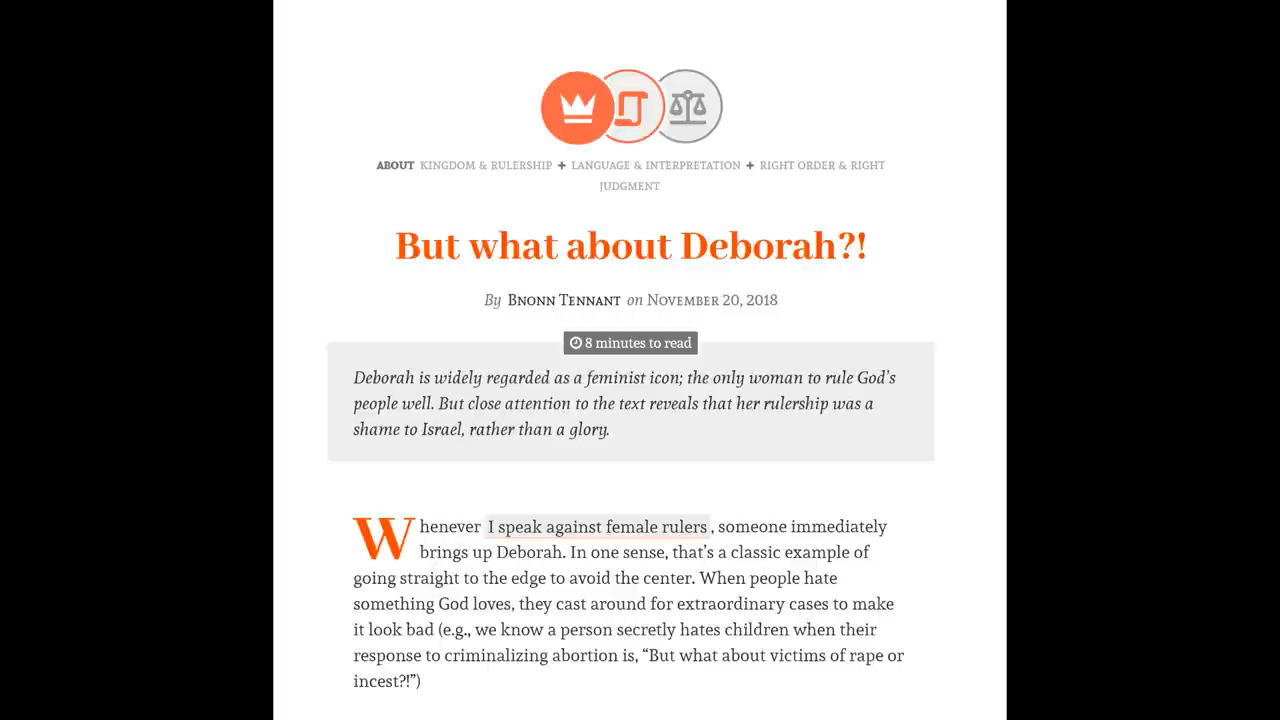 ABOUT KINGDOM & RULERSHIP + LANGUAGE & INTERPRETATION + RIGHT ORDER & RIGHT
JUDGMENT
But what about Deborah?!
By Bnonn Tennant on November 20, 2018
8 minutes to read
Deborah is widely regarded as a feminist icon; the only woman to rule God's
people well. But close attention to the text reveals that her rulership was a
shame to Israel, rather than a glory.
Whenever I speak against female rulers, someone immediately
brings up Deborah. In one sense, that's a classic example of
going straight to the edge to avoid the center. When people hate
something God loves, they cast around for extraordinary cases to make
it look bad (e.g., we know a person secretly hates children when their
response to criminalizing abortion is, “But what about victims of rape or
incest?!”)